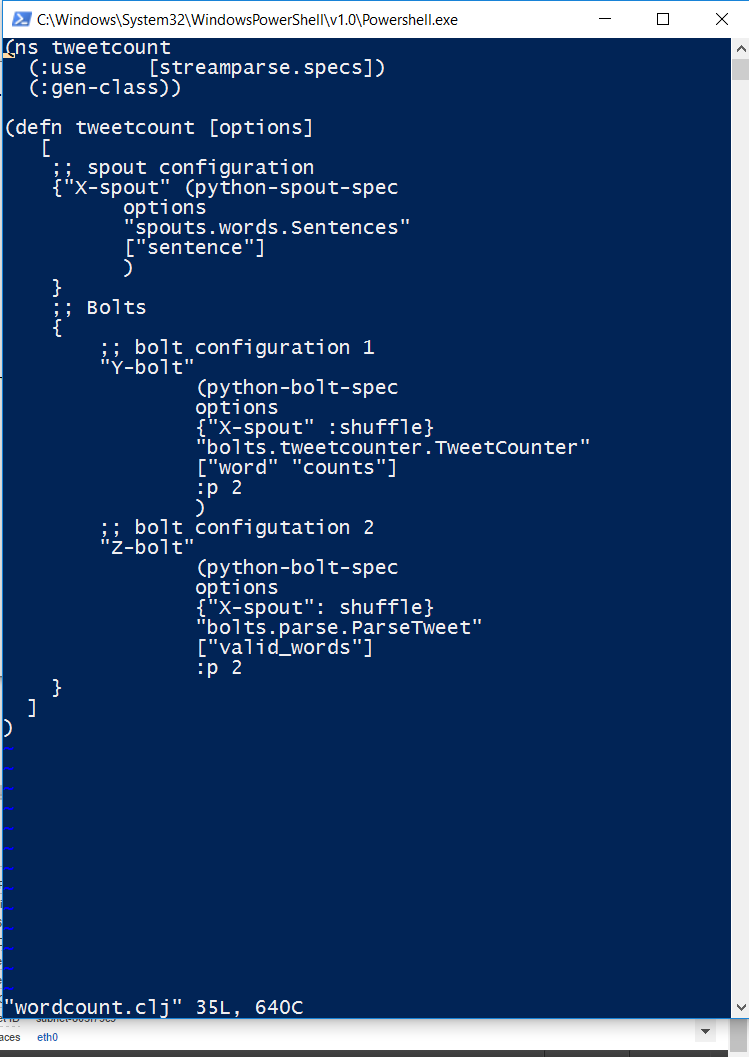 C:\Windows\System32\WindowsPowerShell\v1.0\Powershell.exe
(ns tweetcount
  (:use     [streamparse.specs])
  (:gen-class))
(defn tweetcount [options]
   [
    ;; spout configuration
    {"X-spout" (python-spout-spec
          options
          "spouts.words.Sentences"
          ["sentence"]
          )
    }
    ;; Bolts
    {
        ;; bolt configuration 1
        "Y-bolt"
                (python-bolt-spec
                options
                {"X-spout" :shuffle}
                "bolts.tweetcounter.TweetCounter"
                ["word" "counts"]
                :p 2
                )
        ;; bolt configutation 2
        "Z-bolt"
                (python-bolt-spec
                options
                {"X-spout": shuffle}
                "bolts.parse.ParseTweet"
                ["valid_words"]
                :p 2
    }
  ]
)
~
~
~
~
~
~
~
~
~
~
~
~
~
"wordcount.clj" 35L, 640C
aces eth0